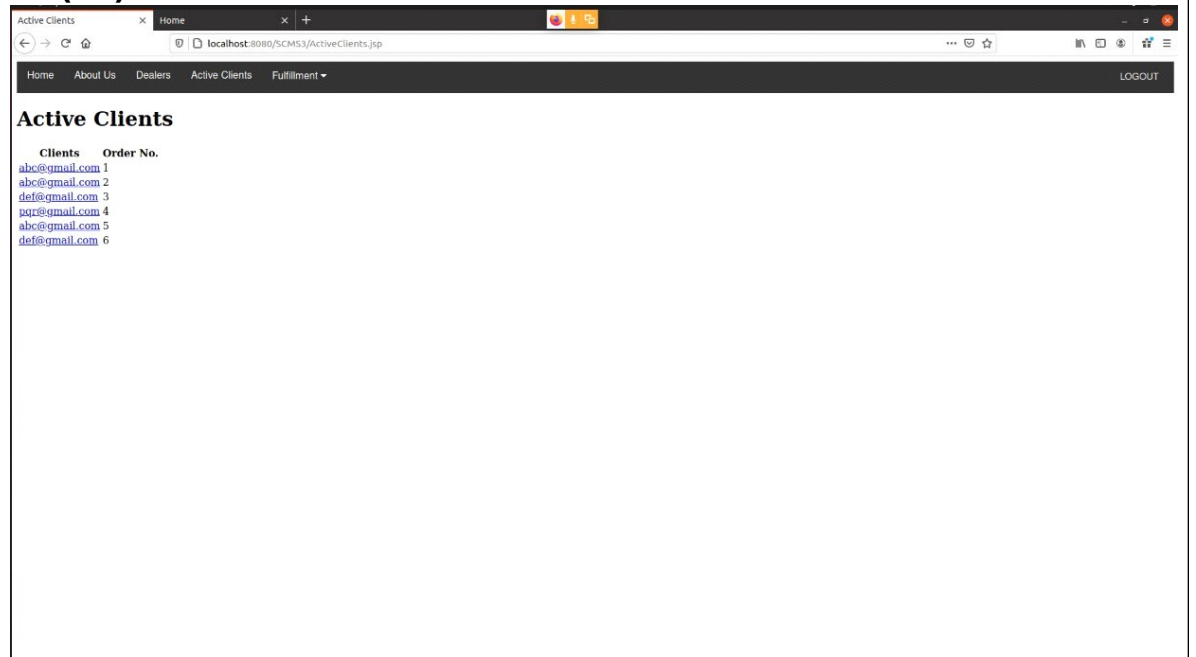 Active Clients Home
localhost:8080/SCMS3/ActiveClients.jsp
Home About Us Dealers Active Clients Fulfillment LOGOUT
Active Clients
Clients Order No.
abc@gmail.com 1
abc@gmail.com 2
def@gmail.com 3
pqr@gmail.com 4
abc@gmail.com 5
def@gmail.com 6